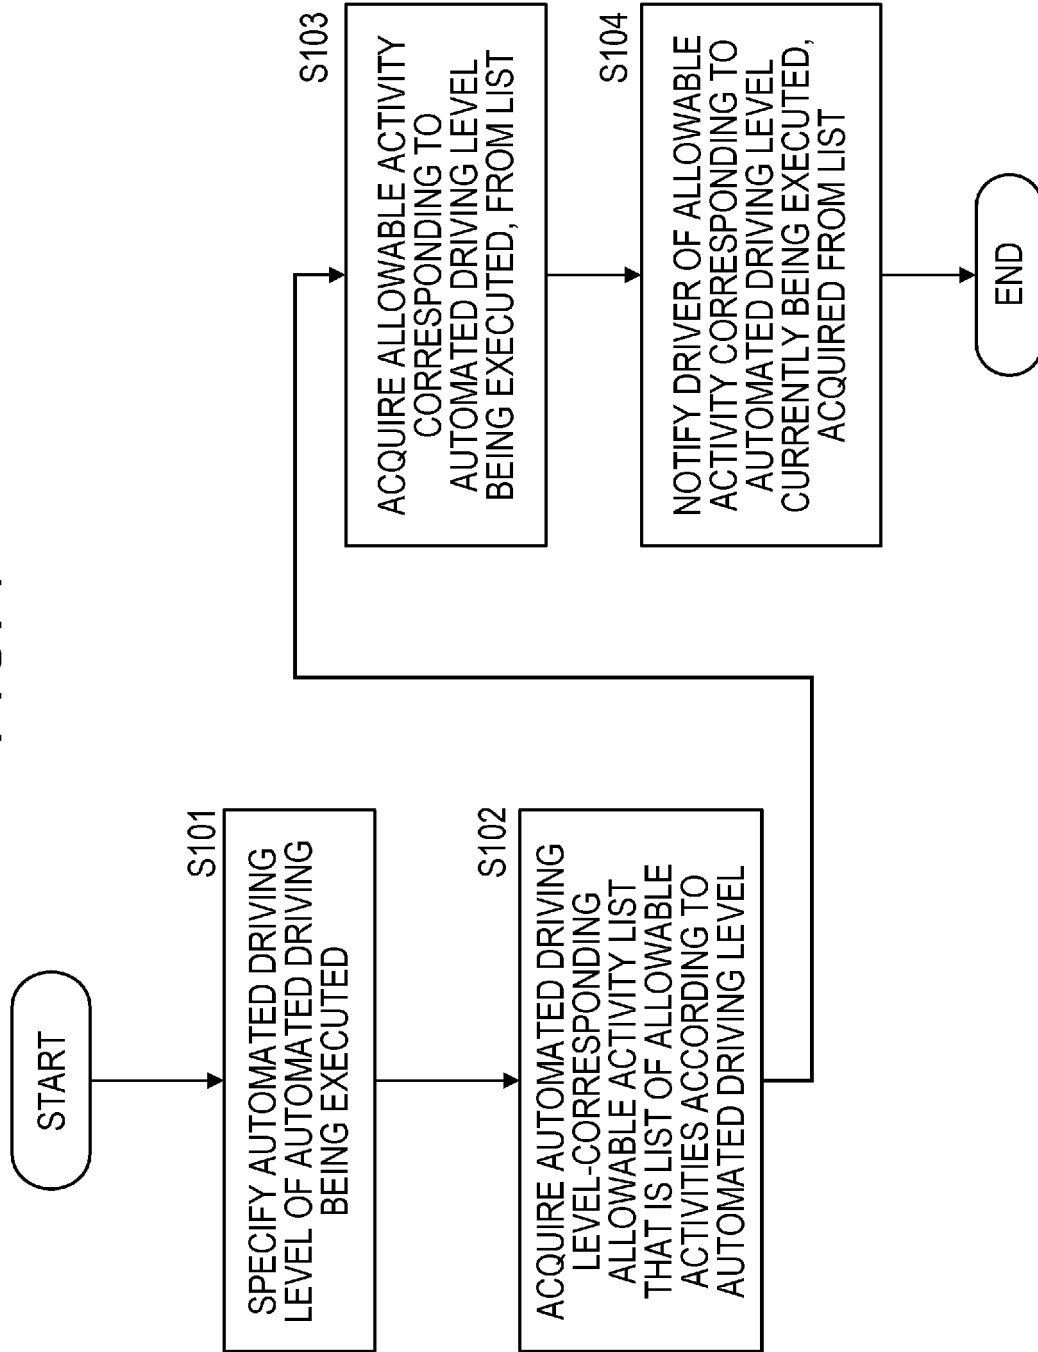 START
S101
SPECIFY AUTOMATED DRIVING
LEVEL OF AUTOMATED DRIVING
BEING EXECUTED
S102
ACQUIRE AUTOMATED DRIVING
LEVEL-CORRESPONDING
ALLOWABLE ACTIVITY LIST
THAT IS LIST OF ALLOWABLE
ACTIVITIES ACCORDING TO
AUTOMATED DRIVING LEVEL
S103
ACQUIRE ALLOWABLE ACTIVITY
CORRESPONDING TO
AUTOMATED DRIVING LEVEL
BEING EXECUTED, FROM LIST
S104
NOTIFY DRIVER OF ALLOWABLE
ACTIVITY CORRESPONDING TO
AUTOMATED DRIVING LEVEL
CURRENTLY BEING EXECUTED,
ACQUIRED FROM LIST
END